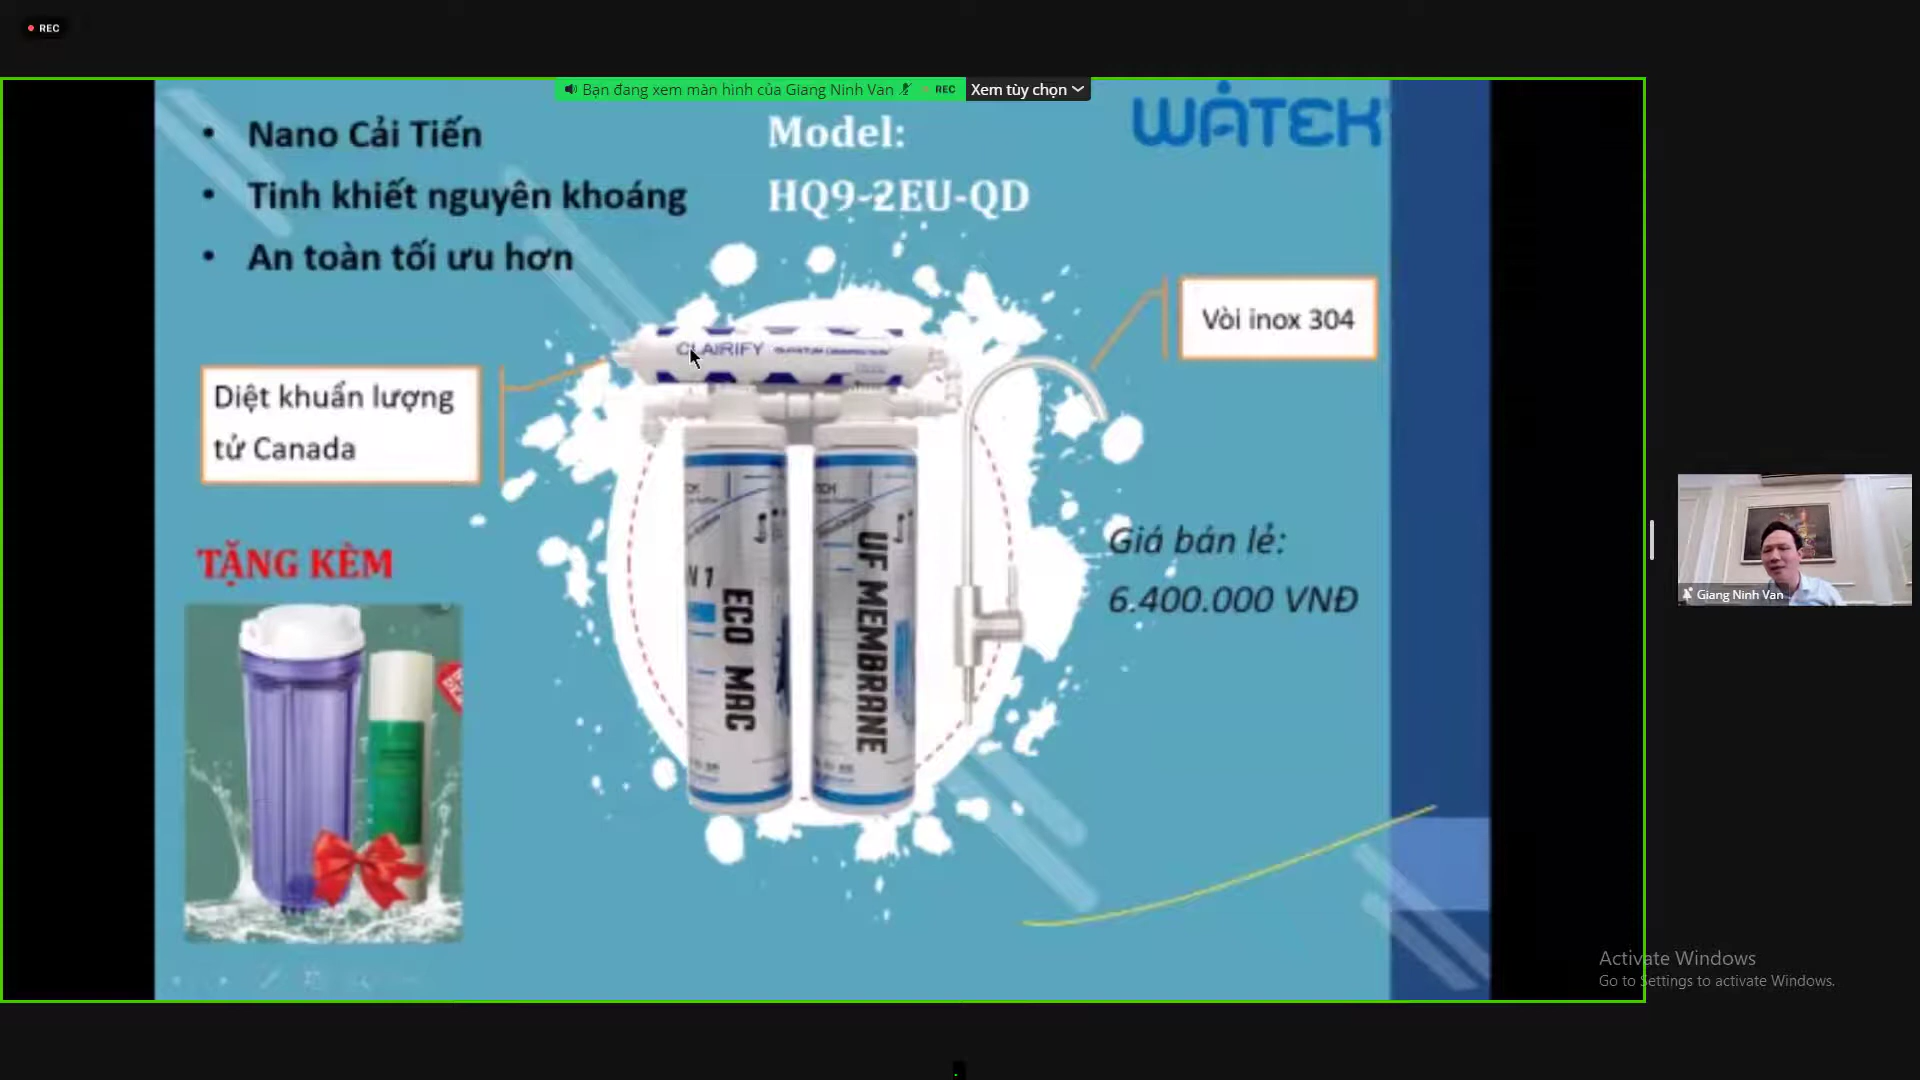 REC
Bạn đang xem màn hình của Giang Ninh Van
REC
Xem tùy chọn
• Nano Cải Tiến
• Tinh khiết nguyên khoáng
• An toàn tối ưu hơn
Model:
HQ9-2EU-QD
WATEK
Vòi inox 304
CLAIRIFY
Diệt khuẩn lượng
tử Canada
N 1
ECO MAC
UF MEMBRANE
Giá bán lẻ:
6.400.000 VNĐ
TẶNG KÈM
Giang Ninh Van
Activate Windows
Go to Settings to activate Windows.